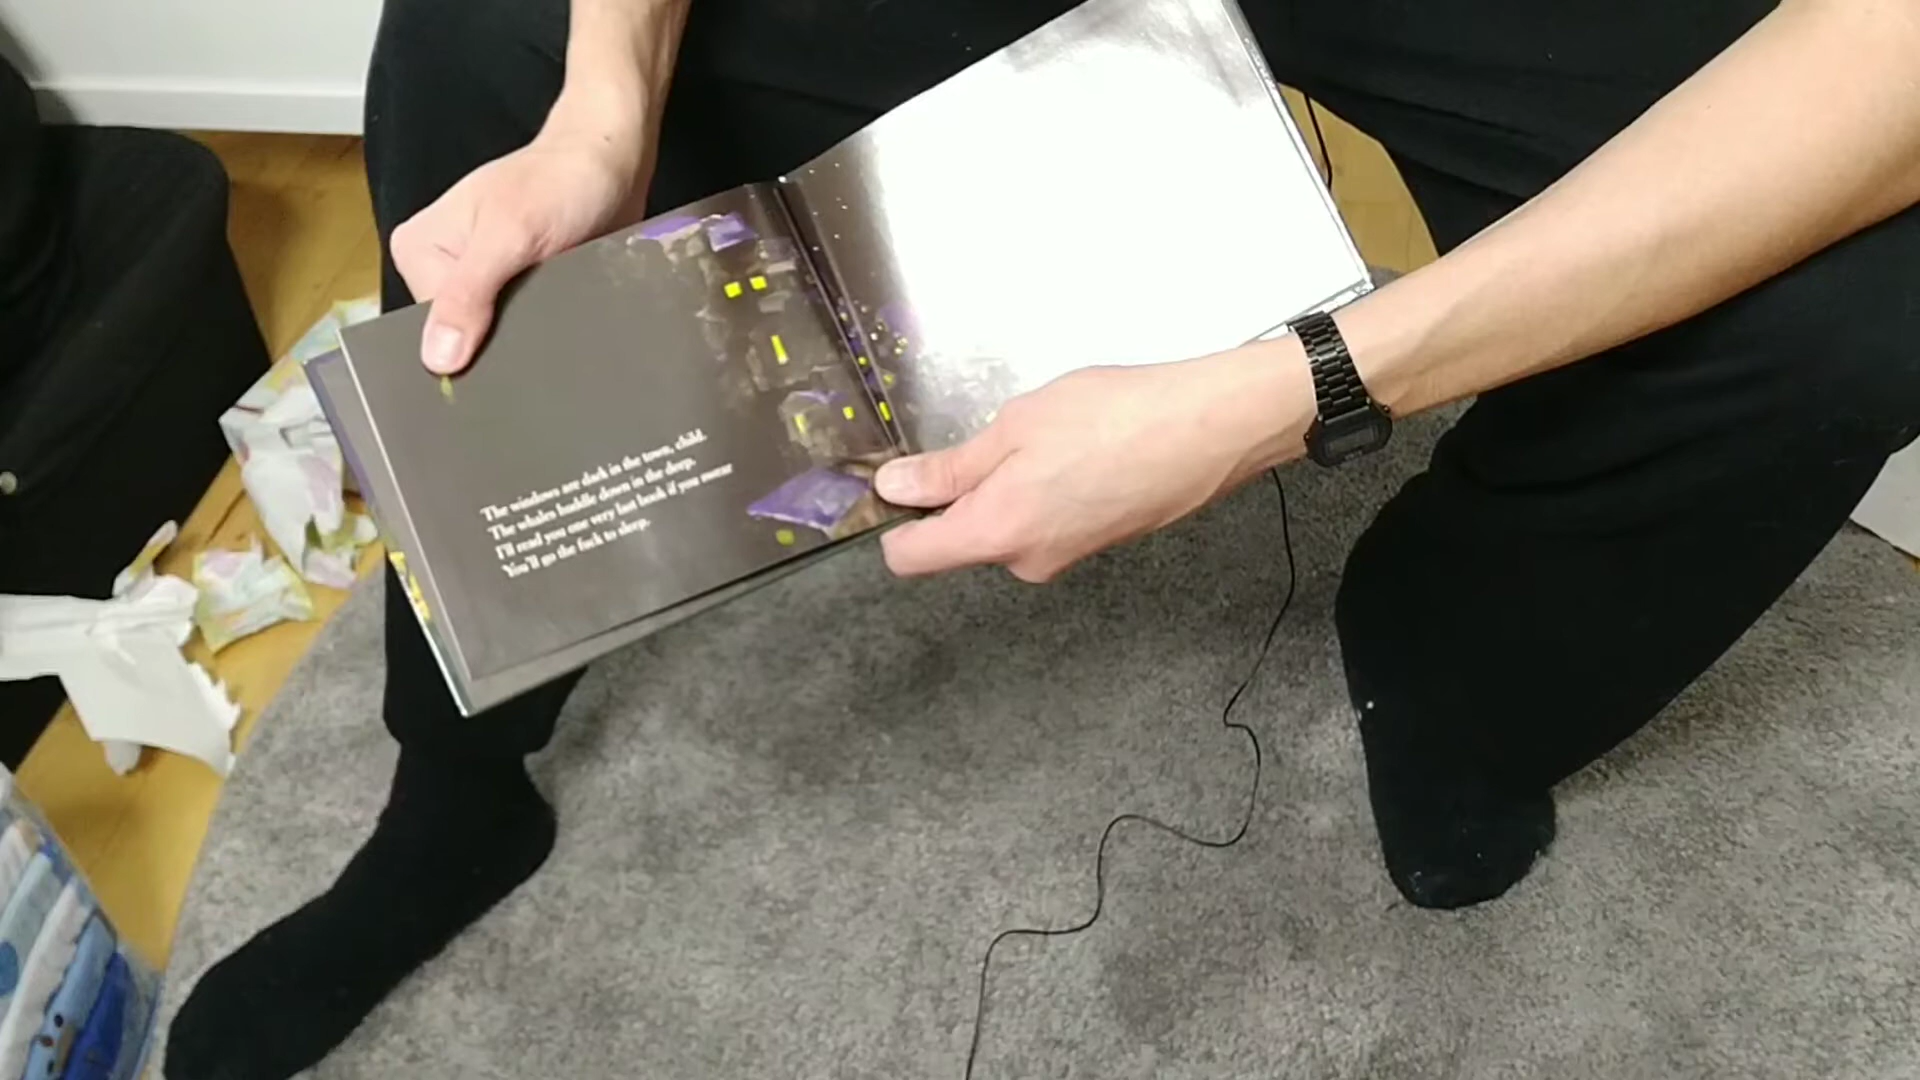 The windows are dark in the town, child.
The whales huddle down in the deep.
I'll read you one very last book if you swear
You'll go the fuck to sleep.